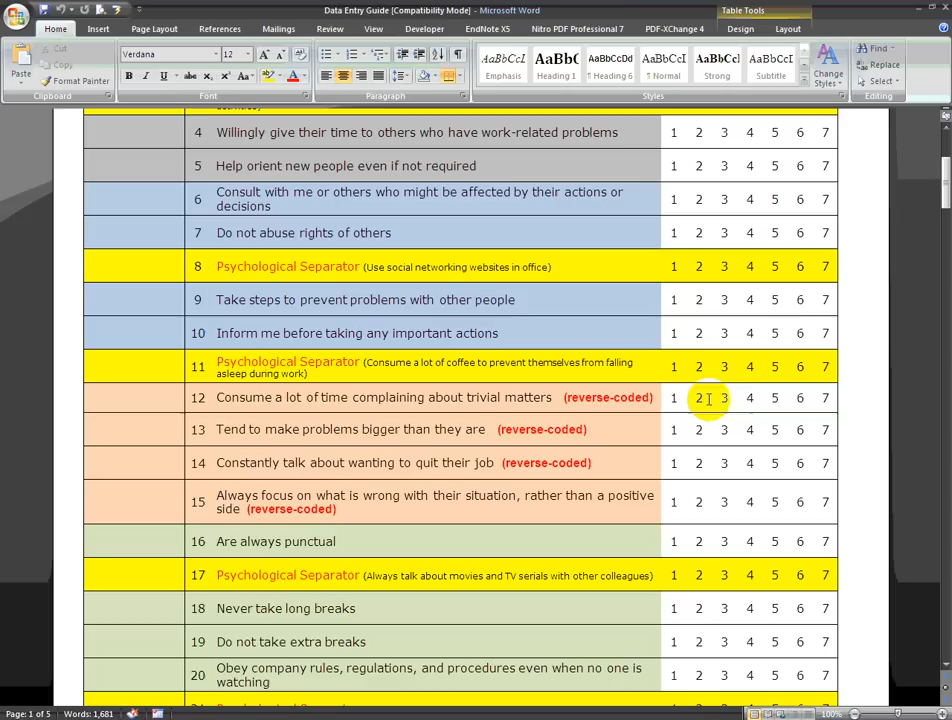 Data Entry Guide [Compatibility Mode] - Microsoft Word
Table Tools
Home Insert Page Layout References Mailings Review View Developer EndNote X5 Nitro PDF Professional 7 PDF-XChange 4 Design Layout
Cut
Copy
Format Painter
Paste
Clipboard
Verdana 12
Font
Paragraph
AaBbCcI AaBb( AaBbCcDd AaBbCcI AaBbCc AaBbCcI
Emphasis Heading 1 ¶ Heading 6 ¶ Normal Strong Subtitle
Change Styles
Styles
Find
Replace
Select
Editing
4 Willingly give their time to others who have work-related problems 1 2 3 4 5 6 7
5 Help orient new people even if not required 1 2 3 4 5 6 7
6 Consult with me or others who might be affected by their actions or
decisions 1 2 3 4 5 6 7
7 Do not abuse rights of others 1 2 3 4 5 6 7
8 Psychological Separator (Use social networking websites in office) 1 2 3 4 5 6 7
9 Take steps to prevent problems with other people 1 2 3 4 5 6 7
10 Inform me before taking any important actions 1 2 3 4 5 6 7
11 Psychological Separator (Consume a lot of coffee to prevent themselves from falling
asleep during work) 1 2 3 4 5 6 7
12 Consume a lot of time complaining about trivial matters (reverse-coded) 1 2 3 4 5 6 7
13 Tend to make problems bigger than they are (reverse-coded) 1 2 3 4 5 6 7
14 Constantly talk about wanting to quit their job (reverse-coded) 1 2 3 4 5 6 7
15 Always focus on what is wrong with their situation, rather than a positive
side (reverse-coded) 1 2 3 4 5 6 7
16 Are always punctual 1 2 3 4 5 6 7
17 Psychological Separator (Always talk about movies and TV serials with other colleagues) 1 2 3 4 5 6 7
18 Never take long breaks 1 2 3 4 5 6 7
19 Do not take extra breaks 1 2 3 4 5 6 7
20 Obey company rules, regulations, and procedures even when no one is
watching 1 2 3 4 5 6 7
Page: 1 of 5 Words: 1,681 100%